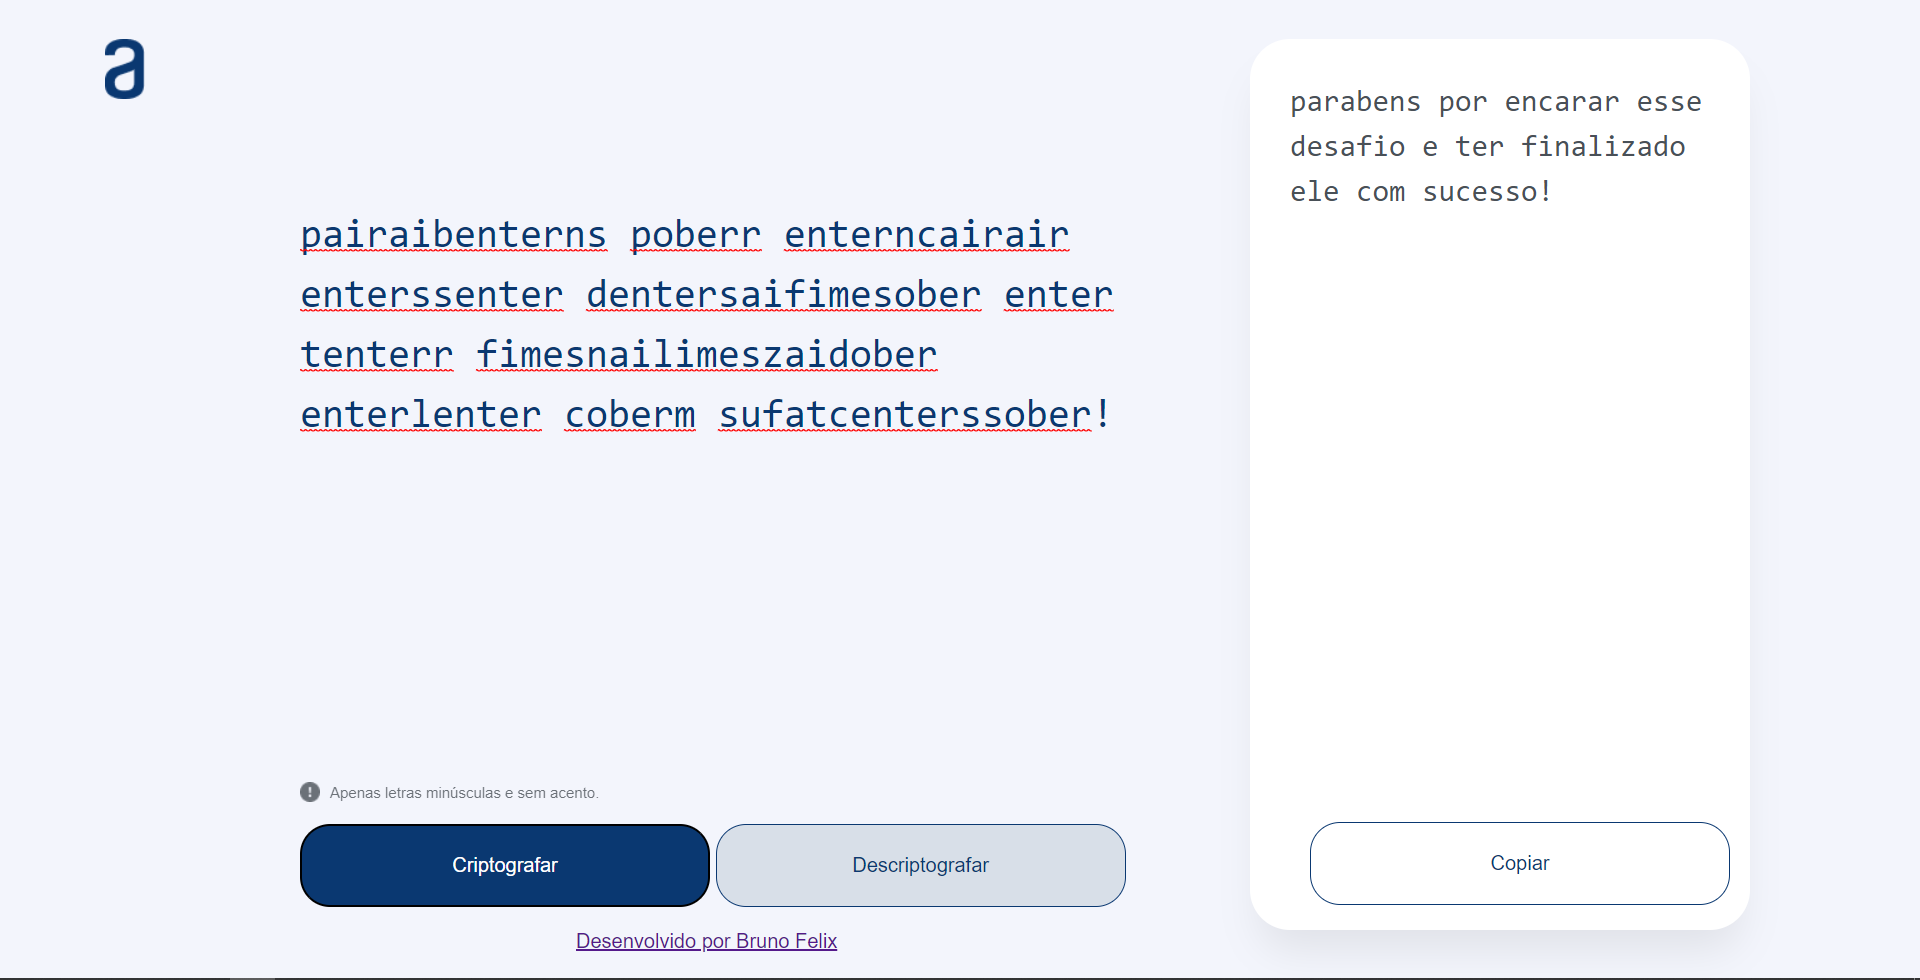 a
pairaibenterns poberr enterncairair
enterssenter dentersaifimesober enter
tenterr fimesnailimeszaidober
enterlenter coberm sufatcenterssober!
Apenas letras minúsculas e sem acento.
Criptografar
Descriptografar
Desenvolvido por Bruno Felix
parabens por encarar esse
desafio e ter finalizado
ele com sucesso!
Copiar